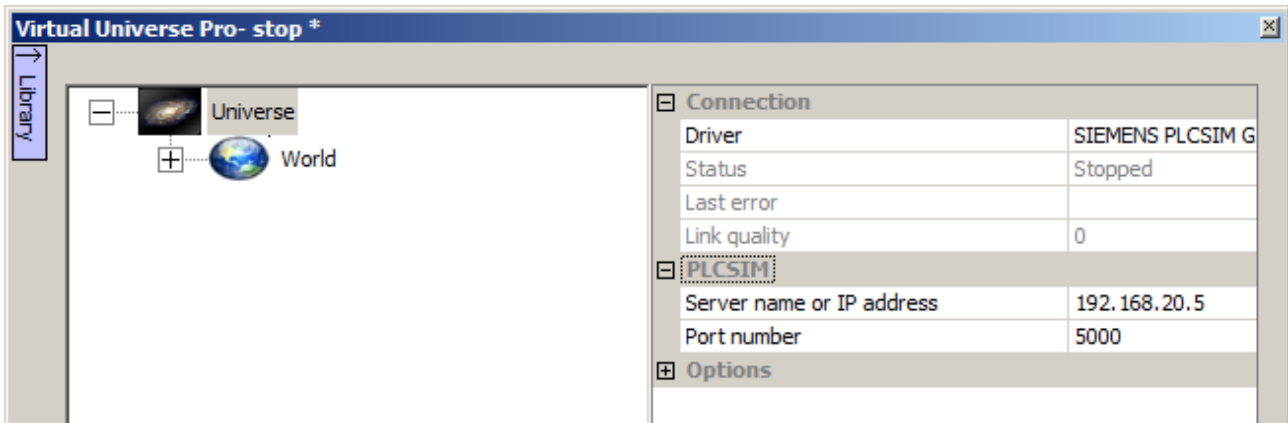 Virtual Universe Pro- stop *
Library
Universe
World
Connection
Driver SIEMENS PLCSIM G
Status Stopped
Last error
Link quality 0
PLCSIM
Server name or IP address 192.168.20.5
Port number 5000
Options